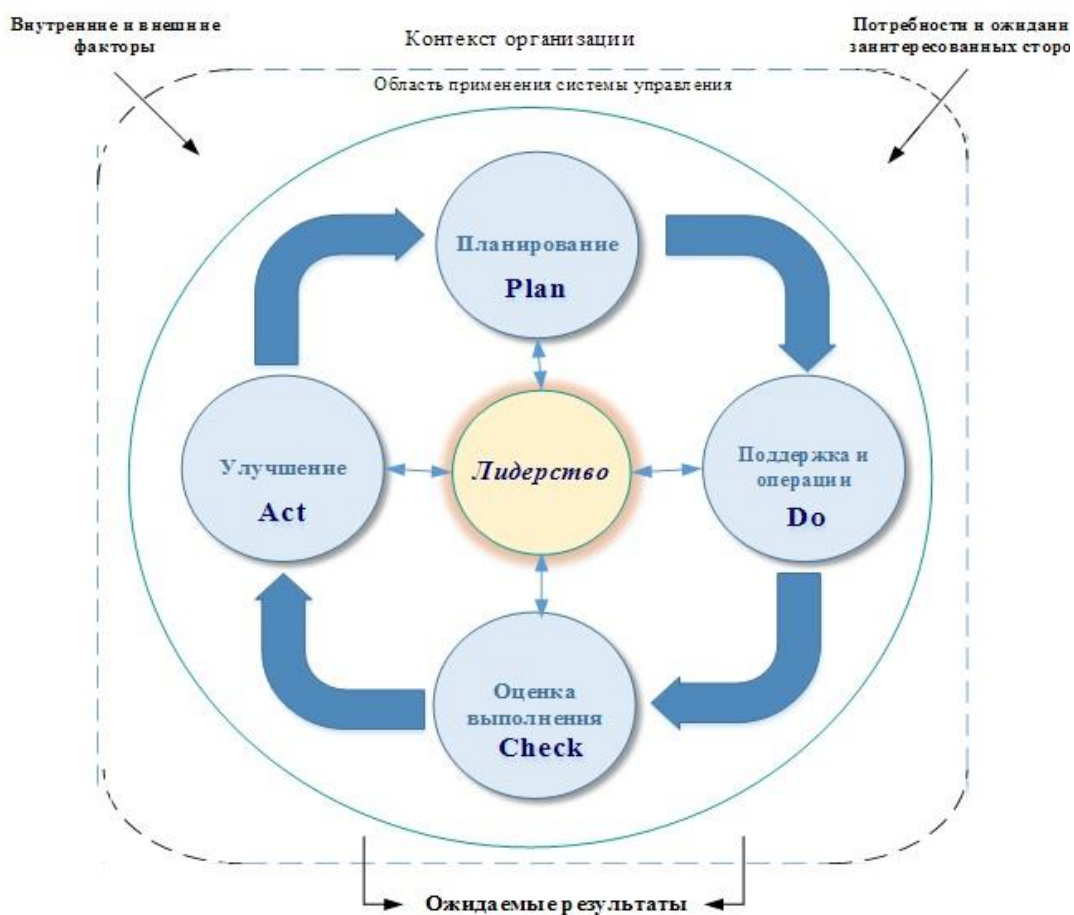 Внутренние и внешние
факторы
Контекст организации
Потребности и ожидани
заинтересованных сторо
Область применения системы управления
Планирование
Plan
Улучшение
Act
Лидерство
Поддержка и
операции
Do
Оценка
выполнения
Check
Ожидаемые результаты